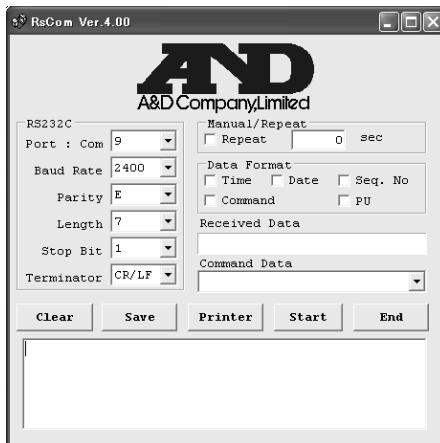 RsCom Ver.4.00
AND
A&D Company,Limited
RS232C
Port : Com 9
Baud Rate 2400
Parity E
Length 7
Stop Bit 1
Terminator CR/LF
Manual/Repeat
Repeat 0 sec
Data Format
Time Date Seq. No
Command PU
Received Data
Command Data
Clear Save Printer Start End